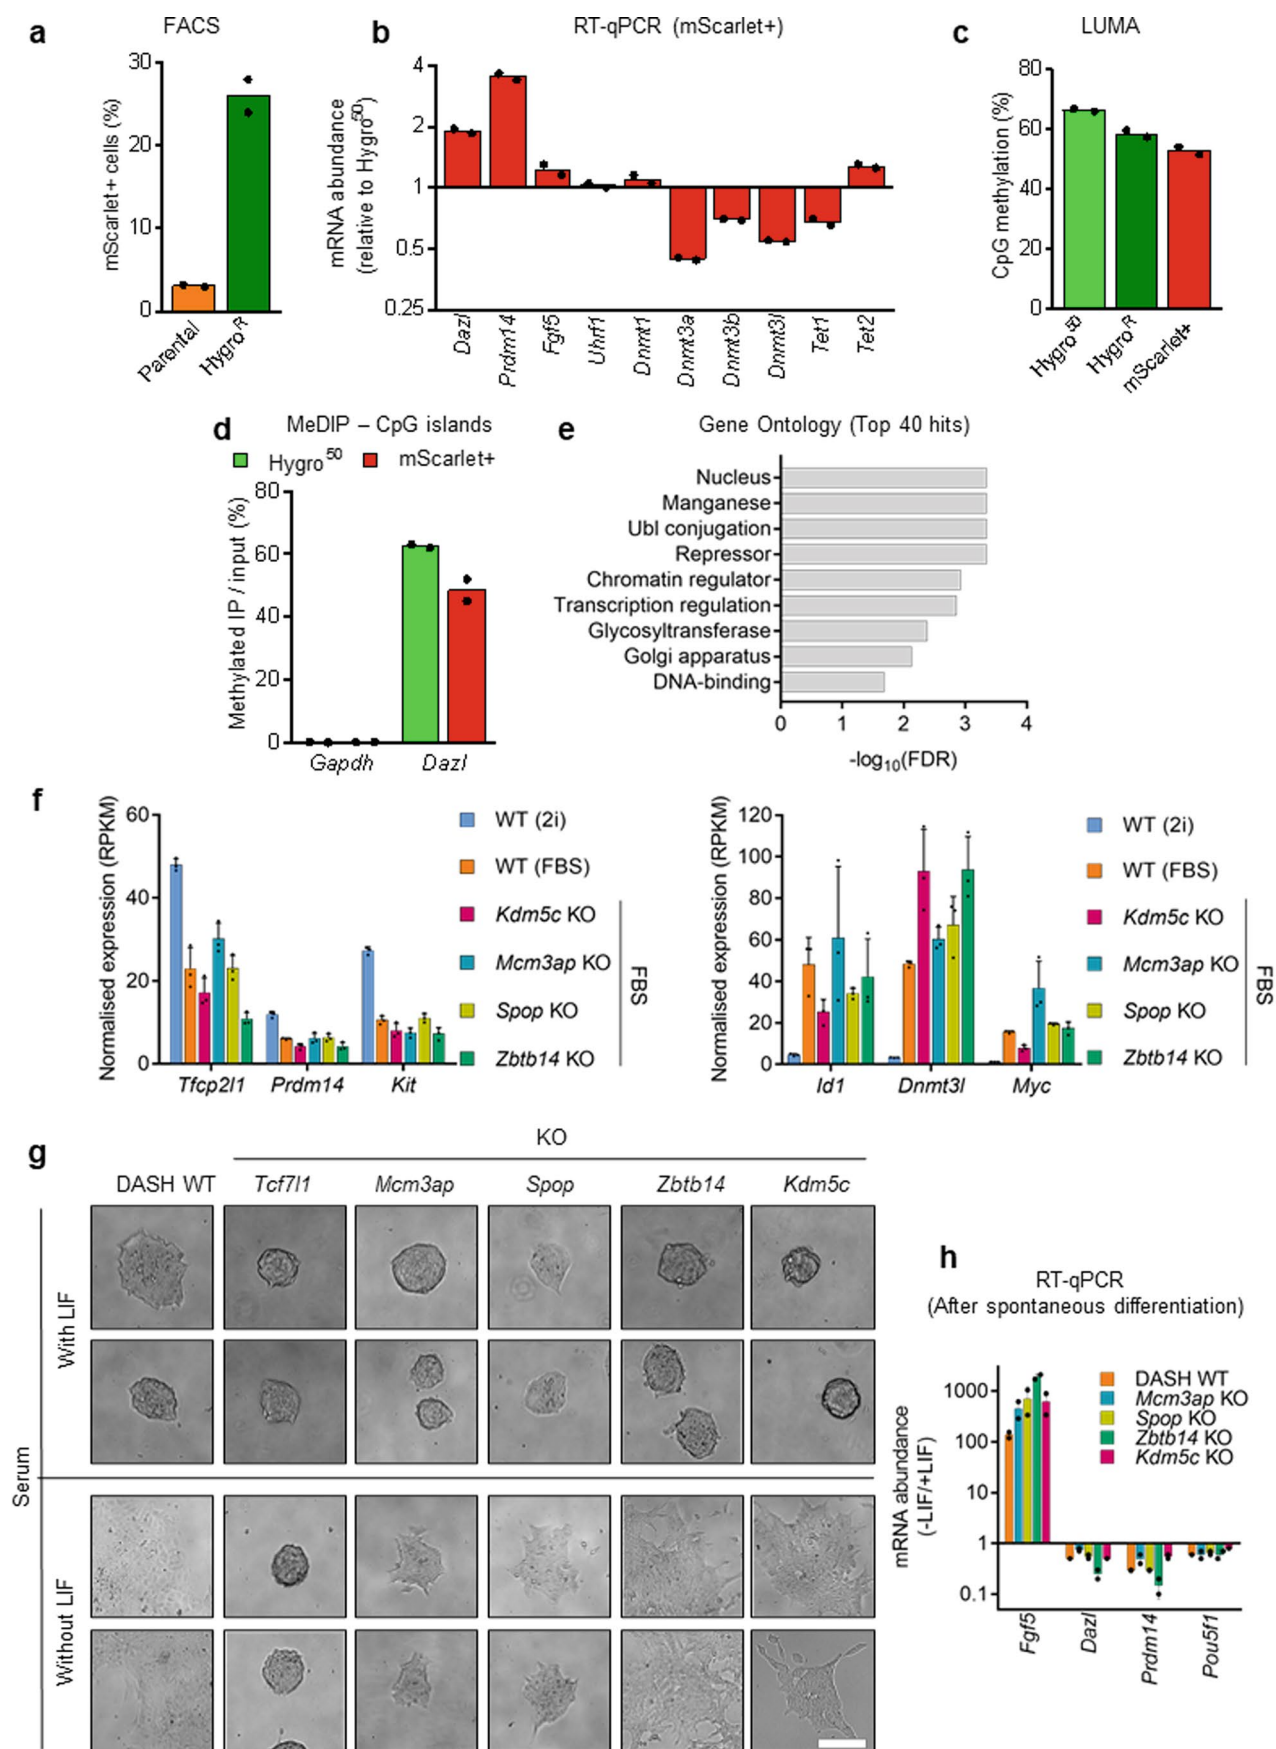 a
FACS
mScarlet+ cells (%)
30
20
10
0
Parental
Hygro^R
b
RT-qPCR (mScarlet+)
mRNA abundance
(relative to Hygro^50)
4
2
1
0.5
0.25
Dazl
Prdm14
Fgf5
Uhrf1
Dnmt1
Dnmt3a
Dnmt3b
Dnmt3l
Tet1
Tet2
c
LUMA
CpG methylation (%)
80
60
40
20
0
Hygro^50
Hygro^R
mScarlet+
d
MeDIP – CpG islands
Hygro^50
mScarlet+
Methylated IP / input (%)
80
60
40
20
0
Gapdh
Dazl
e
Gene Ontology (Top 40 hits)
Nucleus
Manganese
Ubl conjugation
Repressor
Chromatin regulator
Transcription regulation
Glycosyltransferase
Golgi apparatus
DNA-binding
0 1 2 3 4
-log10(FDR)
f
Normalised expression (RPKM)
60
40
20
0
Tfcp2l1 Prdm14 Kit
WT (2i)
WT (FBS)
Kdm5c KO
Mcm3ap KO
Spop KO
Zbtb14 KO
FBS
Normalised expression (RPKM)
120
100
80
60
40
20
0
Id1 Dnmt3l Myc
WT (2i)
WT (FBS)
Kdm5c KO
Mcm3ap KO
Spop KO
Zbtb14 KO
FBS
g
KO
DASH WT Tcf7l1 Mcm3ap Spop Zbtb14 Kdm5c
Serum
With LIF
Without LIF
h
RT-qPCR
(After spontaneous differentiation)
mRNA abundance
(-LIF/+LIF)
1000
100
10
1
0.1
DASH WT
Mcm3ap KO
Spop KO
Zbtb14 KO
Kdm5c KO
Fgf5
Dazl
Prdm14
Pou5f1